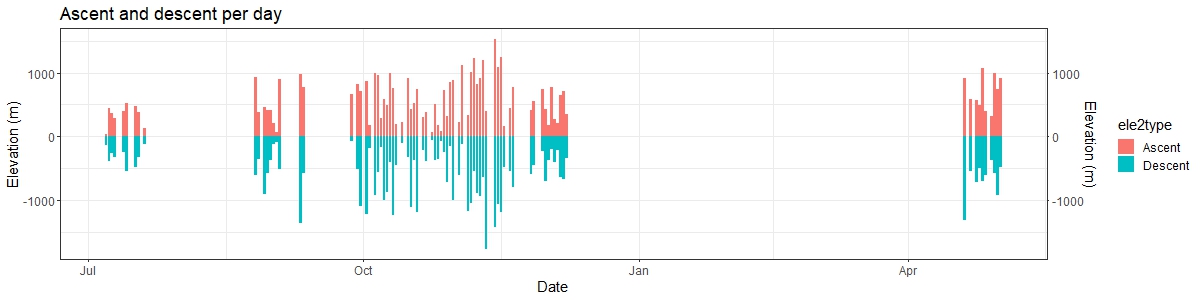 Ascent and descent per day
Elevation (m)
1000
0
-1000
1000
0
-1000
Elevation (m)
Jul
Oct
Jan
Apr
Date
ele2type
Ascent
Descent